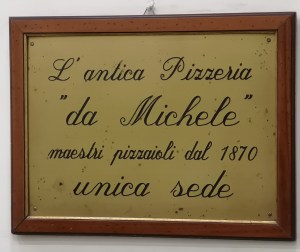 L'antica Pizzeria
"da Michele"
maestri pizzaioli dal 1870
unica sede